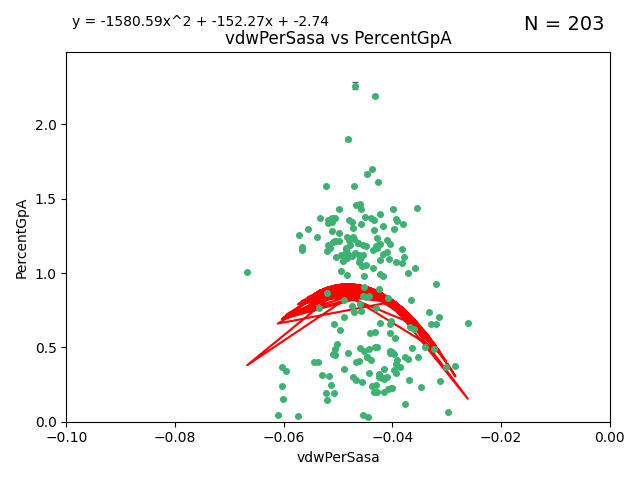 y = -1580.59x^2 + -152.27x + -2.74
N = 203
vdwPerSasa vs PercentGpA
PercentGpA
2.0
1.5
1.0
0.5
0.0
−0.10
−0.08
−0.06
−0.04
−0.02
0.00
vdwPerSasa